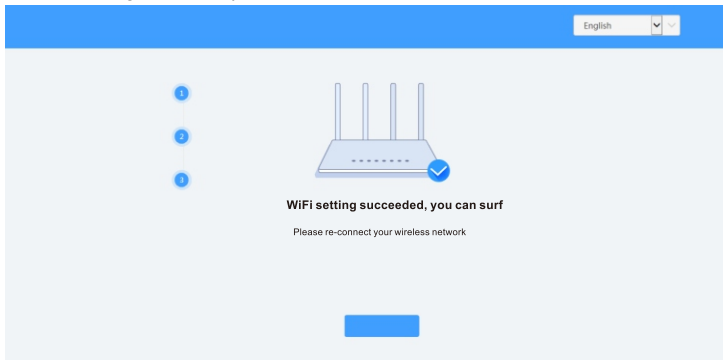 English
1
2
3
WiFi setting succeeded, you can surf
Please re-connect your wireless network